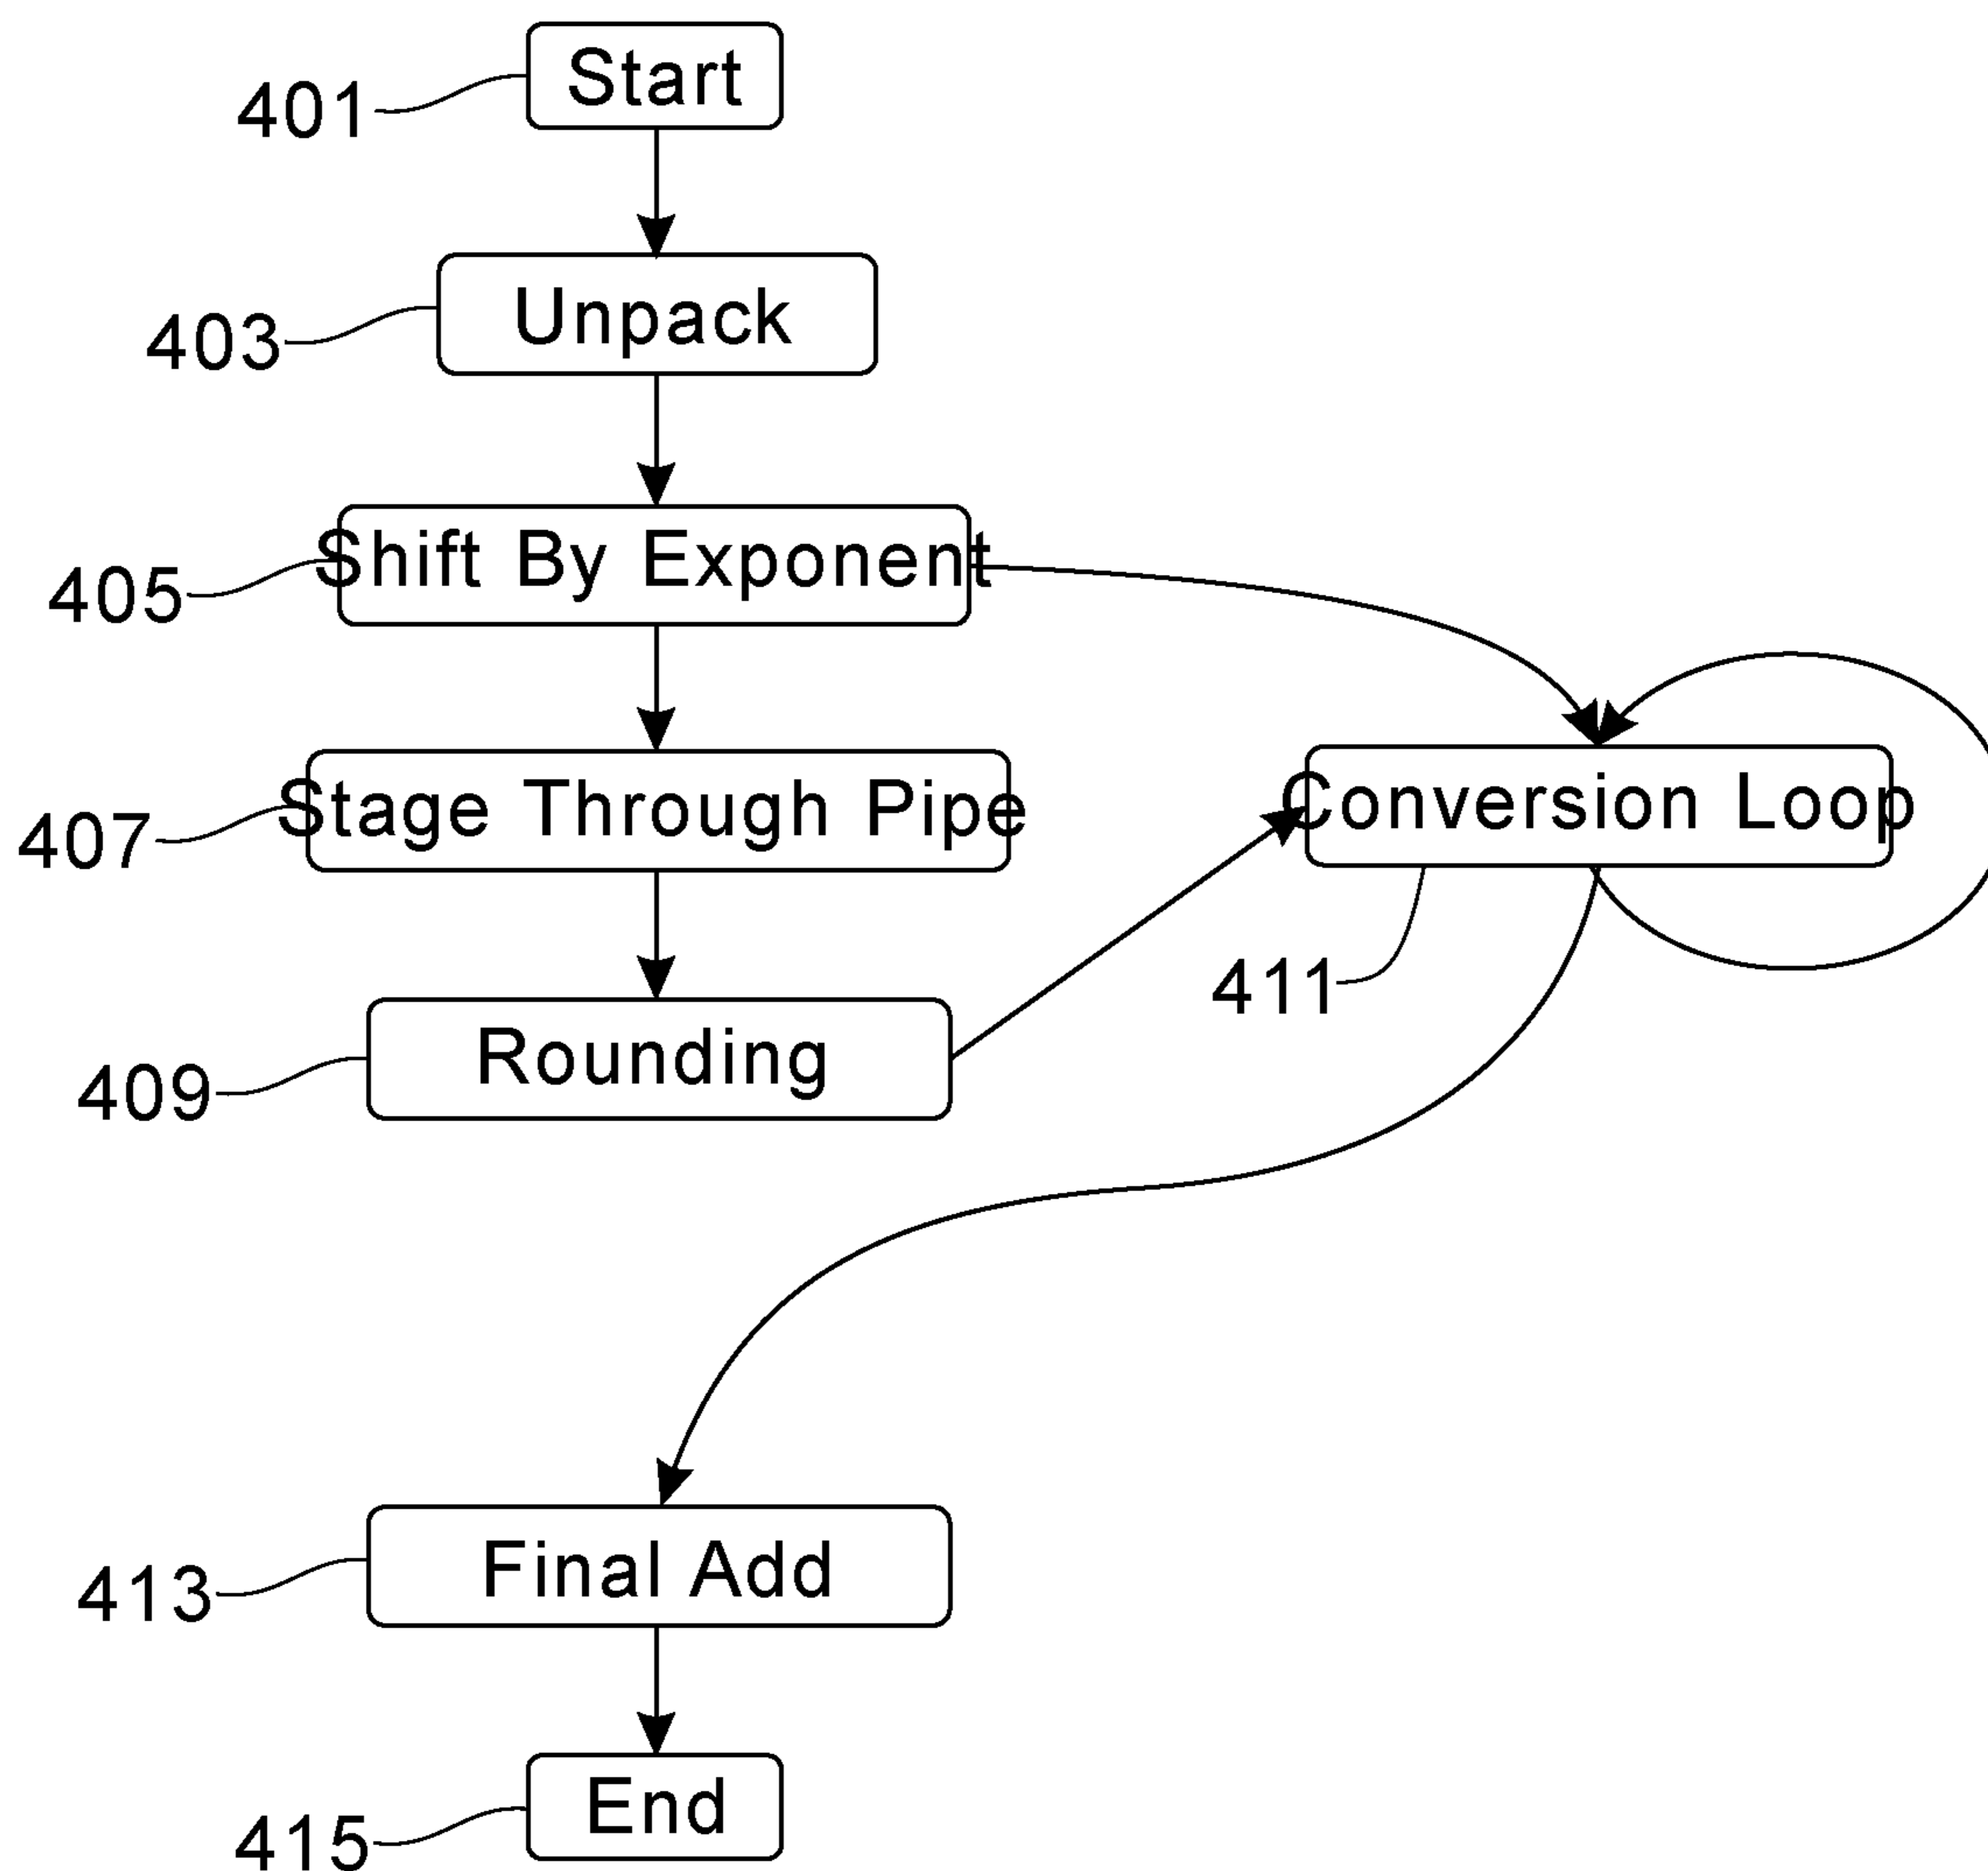 401 Start
403 Unpack
405 Shift By Exponent
407 Stage Through Pipe
Conversion Loop
411
409 Rounding
413 Final Add
415 End